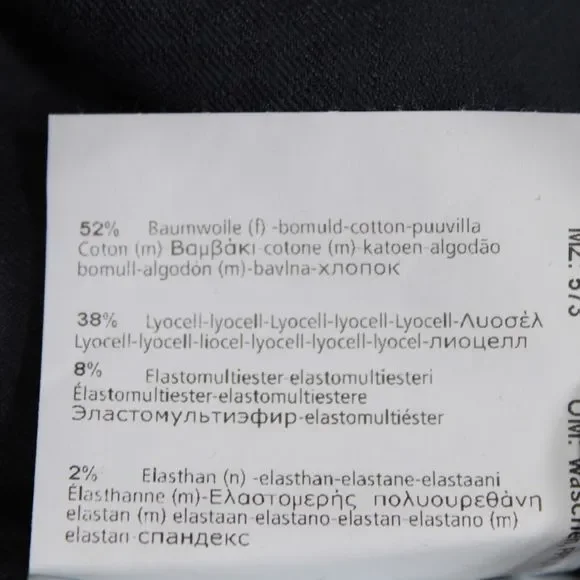 52% Baumwolle (f) -bomuld-cotton-puuvilla
Coton (m) Βαμβάκι-cotone (m)-katoen-algodão
bomull-algodón (m)-bavlna-хлопок
38% Lyocell-lyocell-Lyocell-lyocell-Lyocell-Λυοσέλ
Lyocell-lyocell-liocel-lyocell-lyocell-lyocel-лиоцелл
8% Elastomultiester-elastomultiesteri
Élastomultiester-elastomultiestere
Эластомультиэфир-elastomultiéster
2% Elasthan (n) -elasthan-elastane-elastaani
Élasthanne (m)-Ελαστομερής πολυουρεθάνη
elastan (m) elastaan-elastano-elastan-elastano (m)
elastan-спандекс
MZ: 573